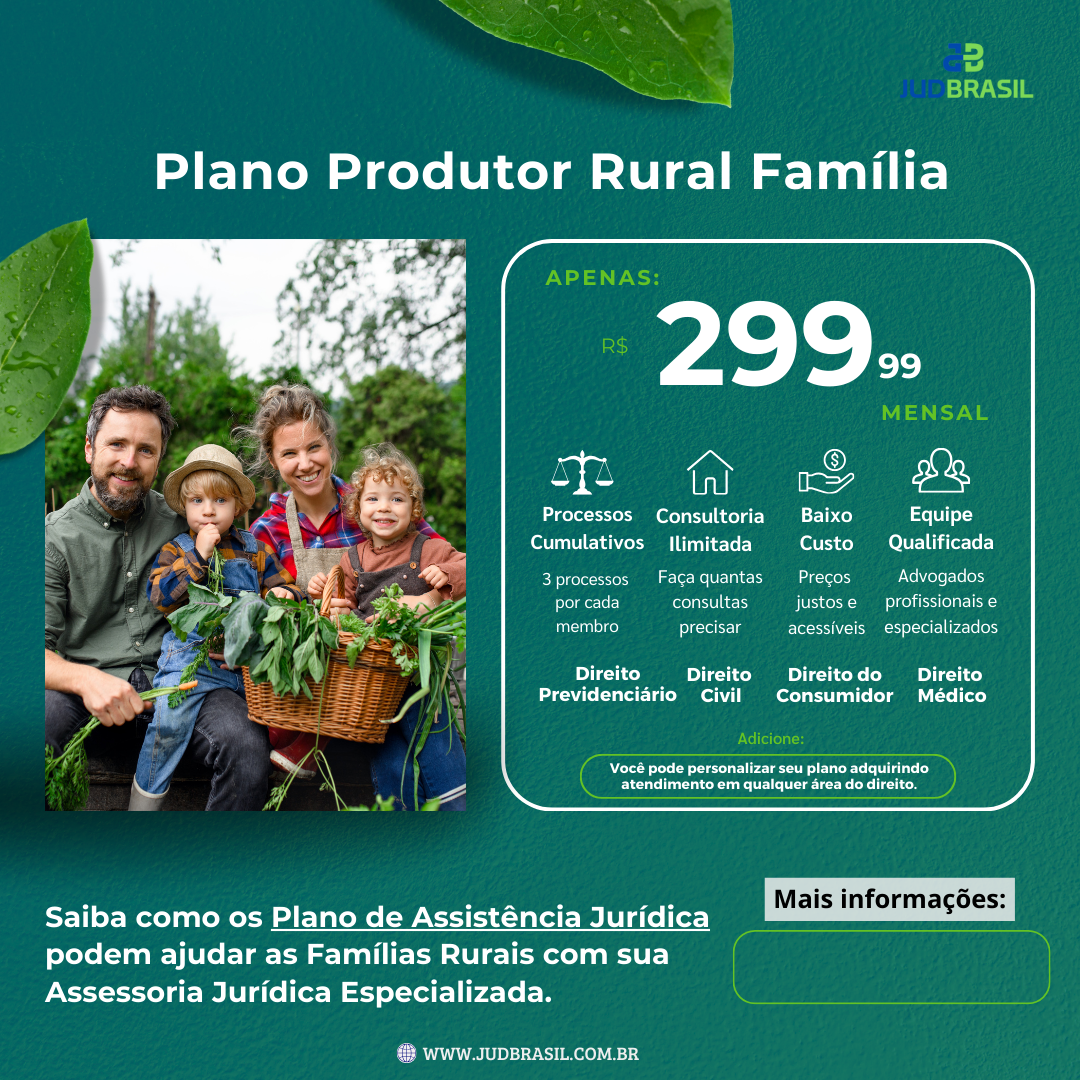 JUDBRASIL
Plano Produtor Rural Família
APENAS:
R$ 299 99
MENSAL
Processos
Cumulativos
3 processos
por cada
membro
Consultoria
Ilimitada
Faça quantas
consultas
precisar
Baixo
Custo
Preços
justos e
acessíveis
Equipe
Qualificada
Advogados
profissionais e
especializados
Direito
Previdenciário
Direito
Civil
Direito do
Consumidor
Direito
Médico
Adicione:
Você pode personalizar seu plano adquirindo
atendimento em qualquer área do direito.
Saiba como os Plano de Assistência Jurídica
podem ajudar as Famílias Rurais com sua
Assessoria Jurídica Especializada.
Mais informações:
WWW.JUDBRASIL.COM.BR